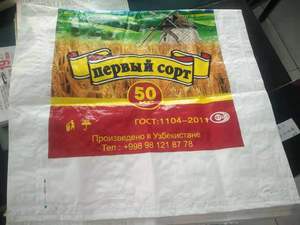 первый сорт
50
ГОСТ:1104-2011
Произведено в Узбекистане
Тел : +998 98 121 87 78